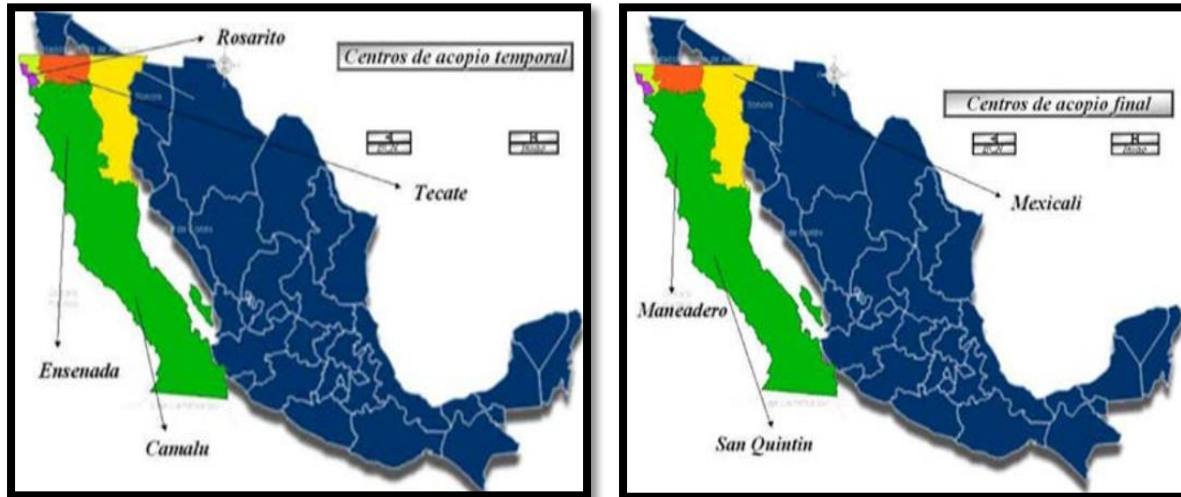 Rosarito
Centros de acopio temporal
Tecate
Ensenada
Camalu
Centros de acopio final
Mexicali
Maneadero
San Quintin